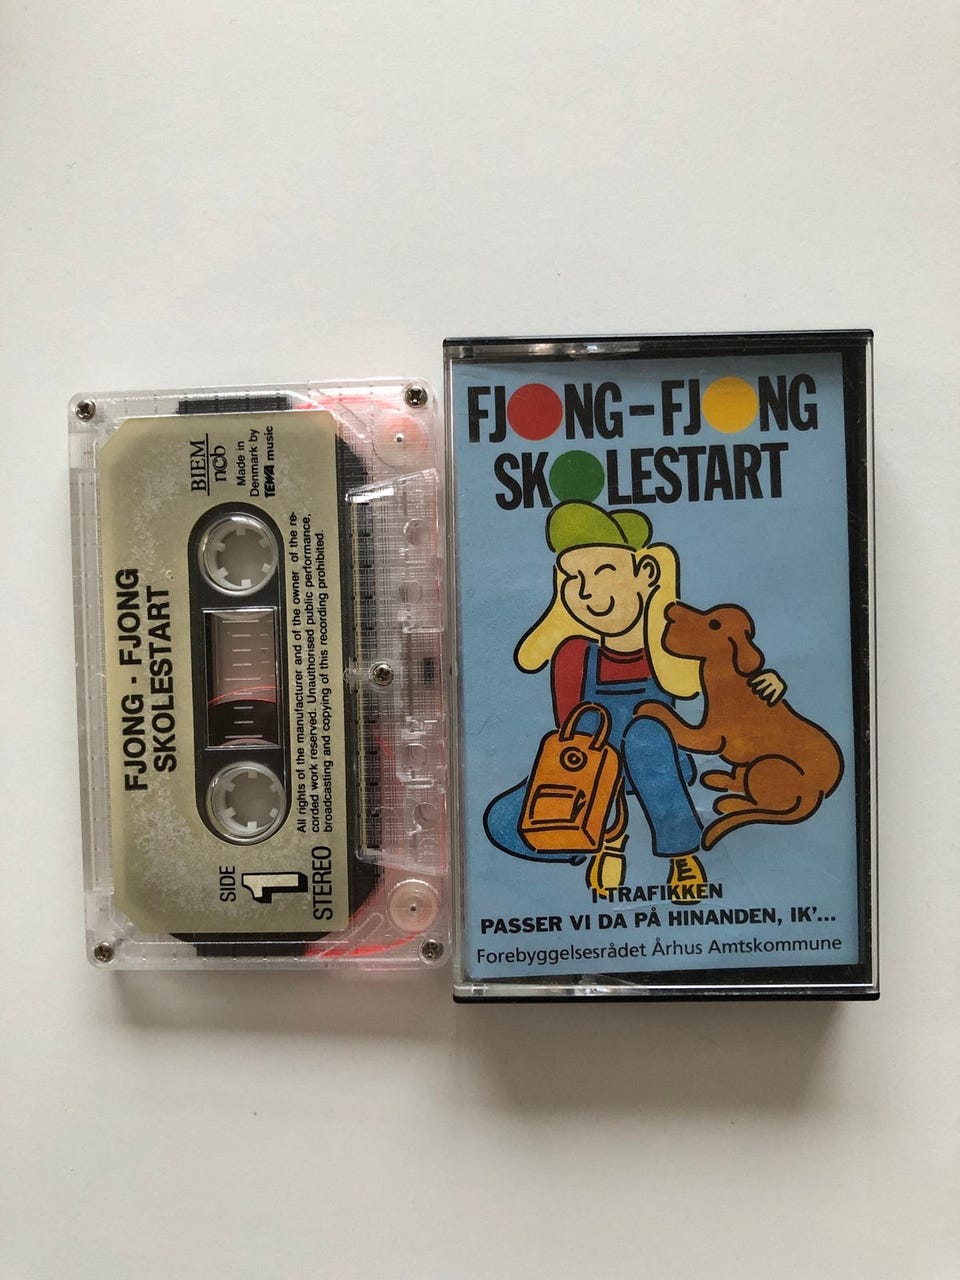 FJONG - FJONG
SKOLESTART
BIEM
ncb
Made in
Denmark by
TEWA music
All rights of the manufacturer and of the owner of the re-
corded work reserved. Unauthorised public performance,
broadcasting and copying of this recording prohibited.
SIDE
1
STEREO
FJONG-FJONG
SKOLESTART
I TRAFIKKEN
PASSER VI DA PÅ HINANDEN, IK'...
Forebyggelsesrådet Århus Amtskommune